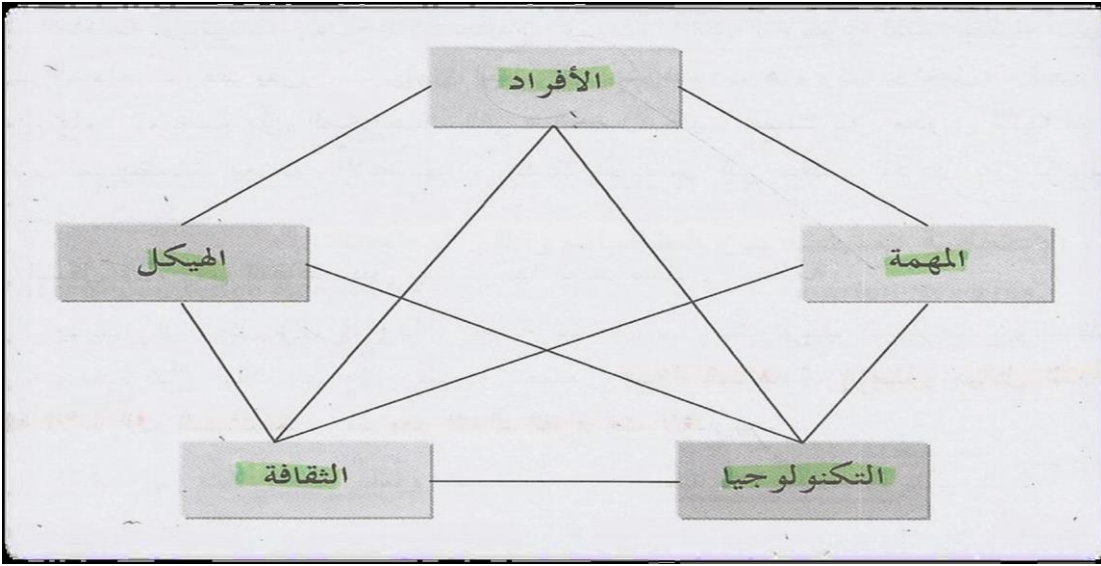 الأفراد
المهمة
الهيكل
التكنولوجيا
الثقافة